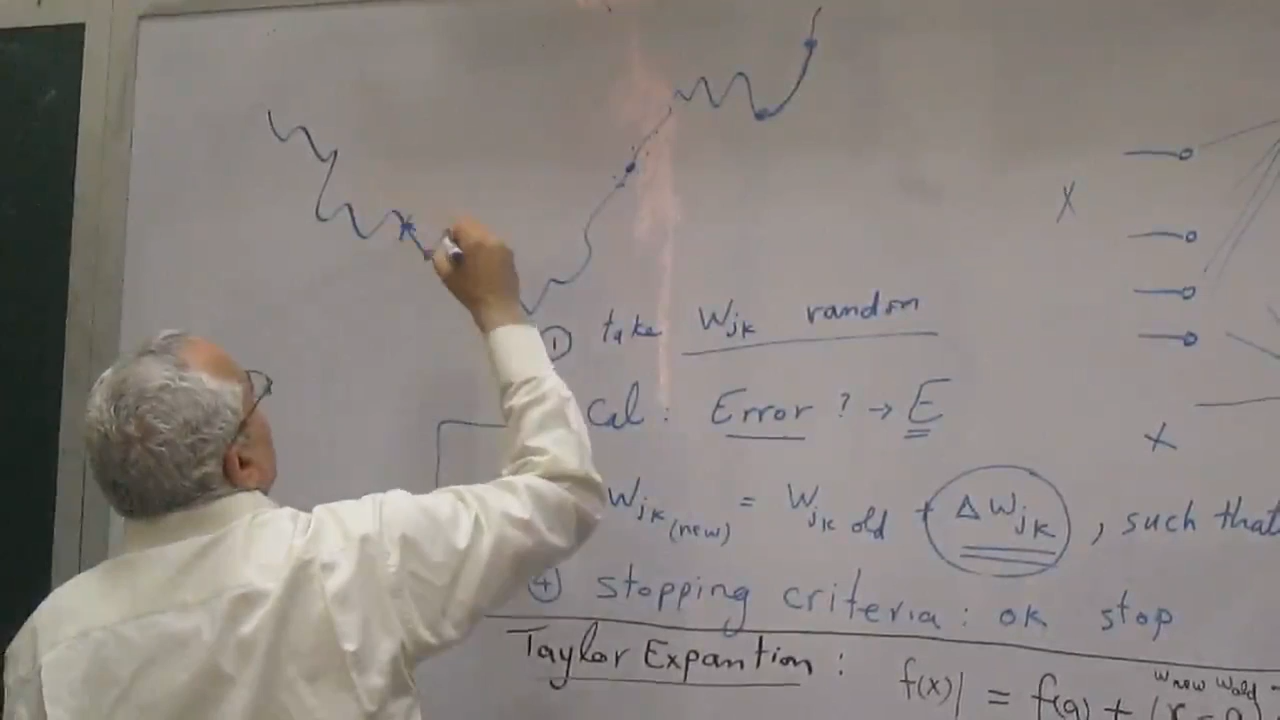 X
① take Wjk random
Cal : Error ? → E
X
Wjk(new) = Wjk old + ΔWjk , such that
④ stopping criteria : ok stop
Taylor Expantion :
Wnew Wold
f(x)| = f(a) + (x-a)